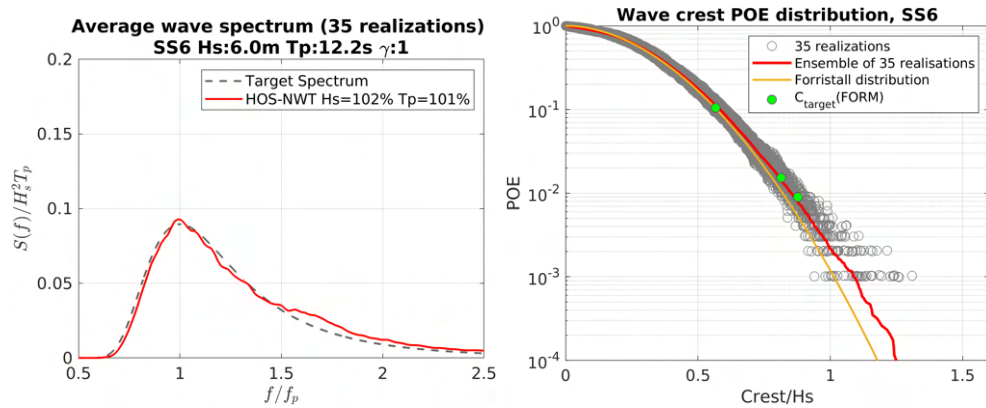 Average wave spectrum (35 realizations)
SS6 Hs:6.0m Tp:12.2s γ:1
Target Spectrum
HOS-NWT Hs=102% Tp=101%
0.2
0.15
0.1
0.05
0
S(f)/H_s^2T_p
0.5
1
1.5
2
2.5
f/f_p
Wave crest POE distribution, SS6
35 realizations
Ensemble of 35 realisations
Forristall distribution
C_target(FORM)
10^0
10^-1
10^-2
10^-3
10^-4
POE
0
0.5
1
1.5
Crest/Hs